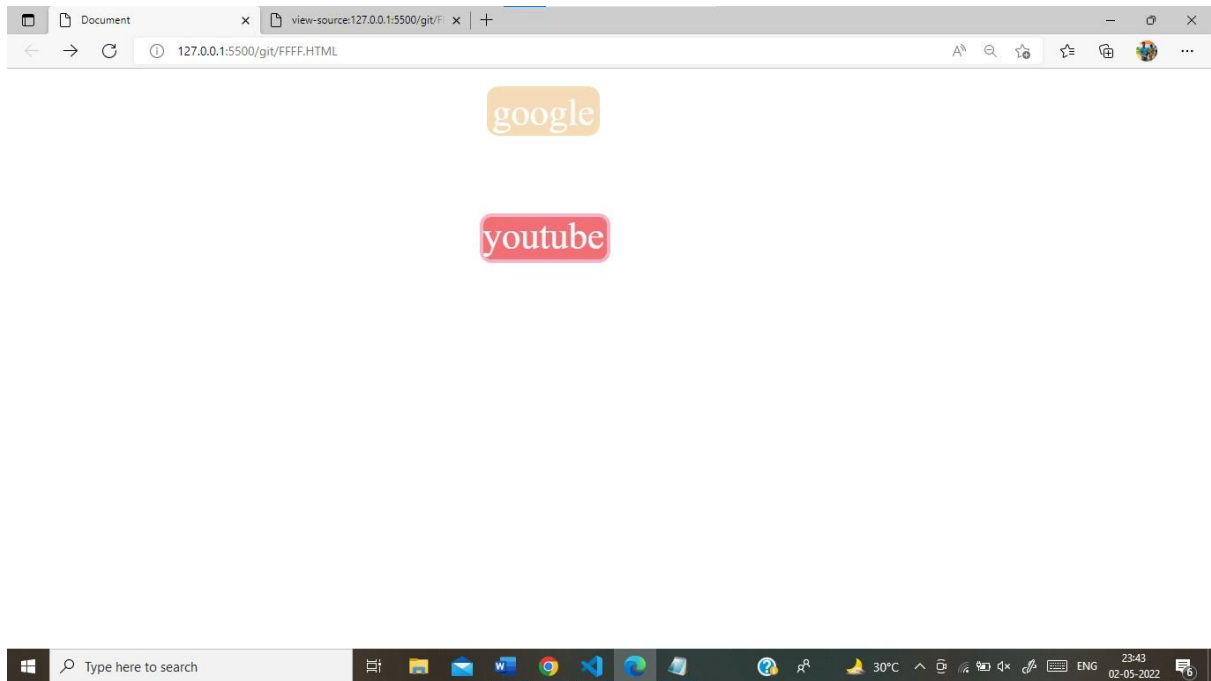 Document
view-source:127.0.0.1:5500/git/F
127.0.0.1:5500/git/FFFF.HTML
google
youtube
Type here to search
30°C
ENG
23:43
02-05-2022
6